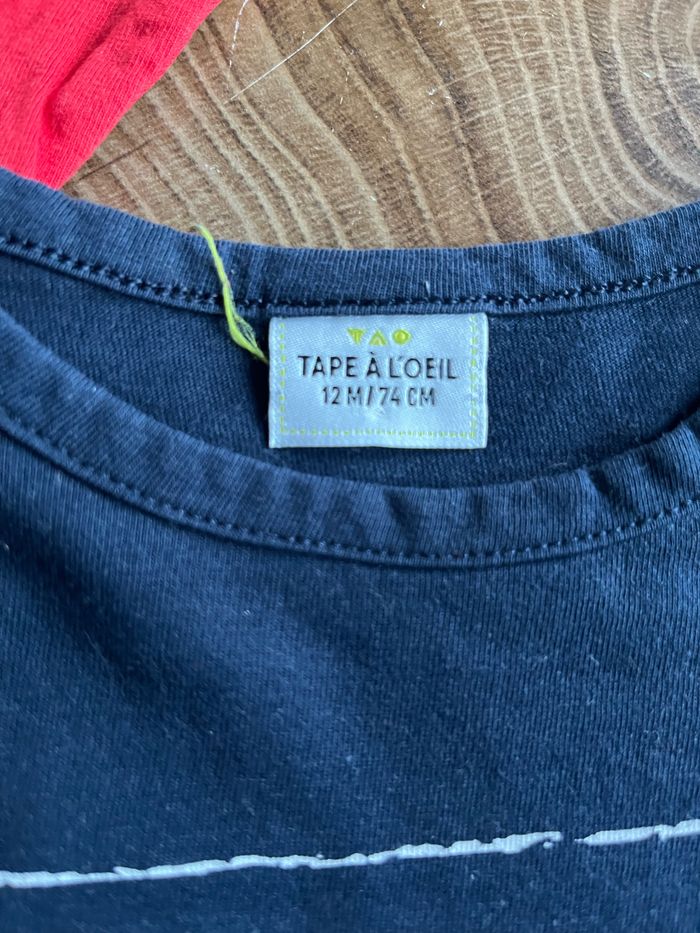 TAO
TAPE À L'OEIL
12 M/74 CM